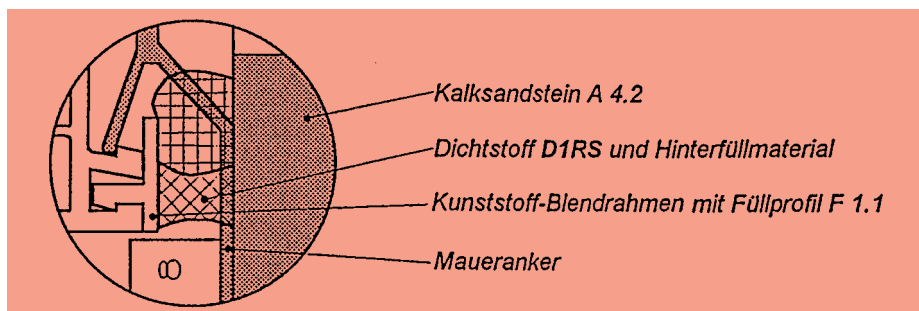 Kalksandstein A 4.2
Dichtstoff D1RS und Hinterfüllmaterial
Kunststoff-Blendrahmen mit Füllprofil F 1.1
Maueranker